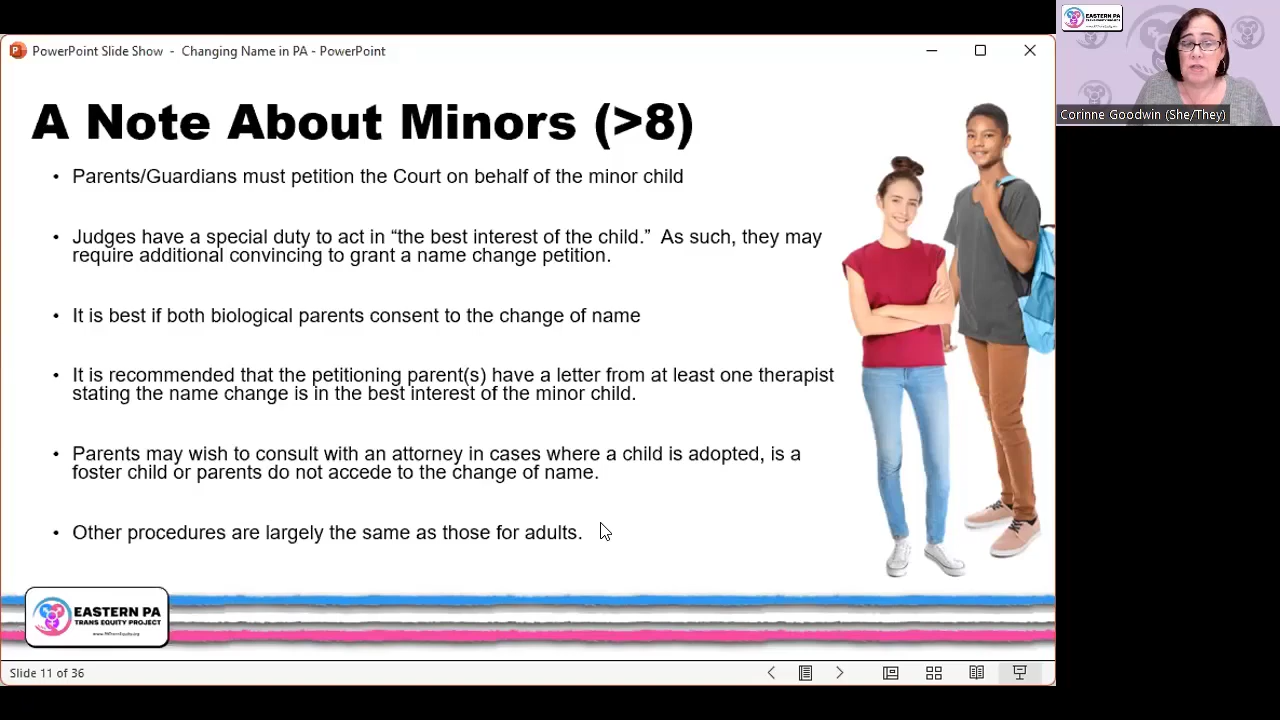 PowerPoint Slide Show - Changing Name in PA - PowerPoint
EASTERN PA
Corinne Goodwin (She/They)
A Note About Minors (>8)
• Parents/Guardians must petition the Court on behalf of the minor child
• Judges have a special duty to act in “the best interest of the child.” As such, they may
require additional convincing to grant a name change petition.
• It is best if both biological parents consent to the change of name
• It is recommended that the petitioning parent(s) have a letter from at least one therapist
stating the name change is in the best interest of the minor child.
• Parents may wish to consult with an attorney in cases where a child is adopted, is a
foster child or parents do not accede to the change of name.
• Other procedures are largely the same as those for adults.
EASTERN PA
TRANS EQUITY PROJECT
www.PATransEquity.org
Slide 11 of 36